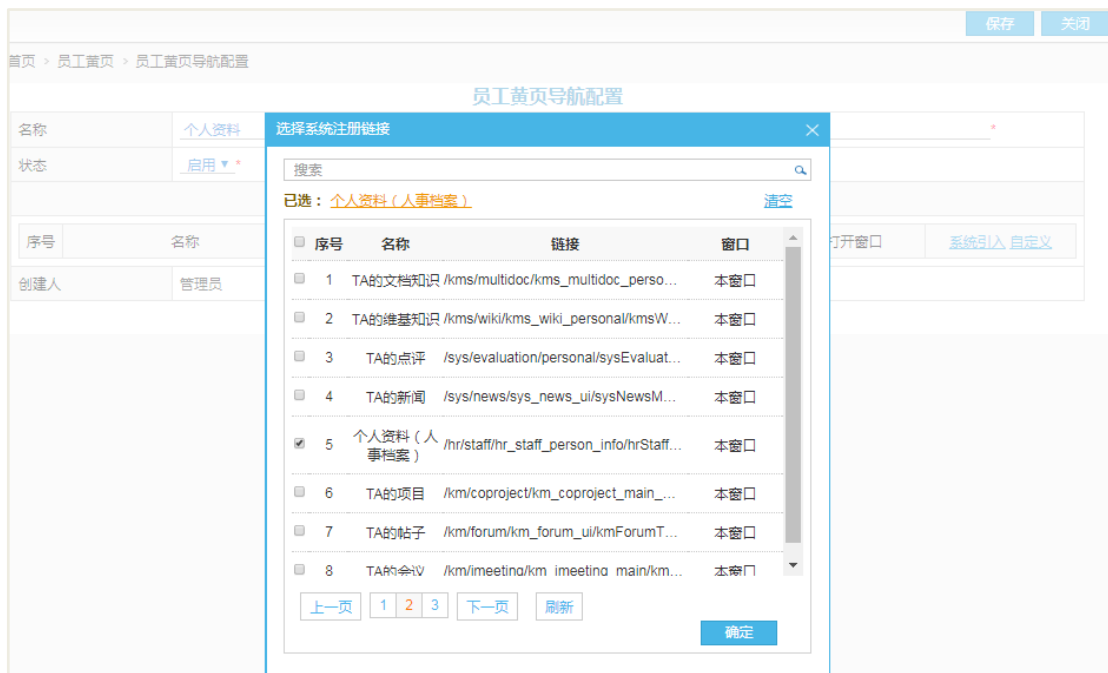 保存 关闭
首页 > 员工黄页 > 员工黄页导航配置
员工黄页导航配置
名称 个人资料 *
选择系统注册链接
状态 启用 *
搜索
已选： 个人资料（人事档案） 清空
序号 名称 打开窗口 系统引入 自定义
序号 名称 链接 窗口
创建人 管理员
1 TA的文档知识 /kms/multidoc/kms_multidoc_perso... 本窗口
2 TA的维基知识 /kms/wiki/kms_wiki_personal/kmsW... 本窗口
3 TA的点评 /sys/evaluation/personal/sysEvaluat... 本窗口
4 TA的新闻 /sys/news/sys_news_ui/sysNewsM... 本窗口
5 个人资料（人事档案） /hr/staff/hr_staff_person_info/hrStaff... 本窗口
6 TA的项目 /km/coproject/km_coproject_main_... 本窗口
7 TA的帖子 /km/forum/km_forum_ui/kmForumT... 本窗口
8 TA的会议 /km/imeeting/km_imeeting_main/km... 本窗口
上一页 1 2 3 下一页 刷新
确定